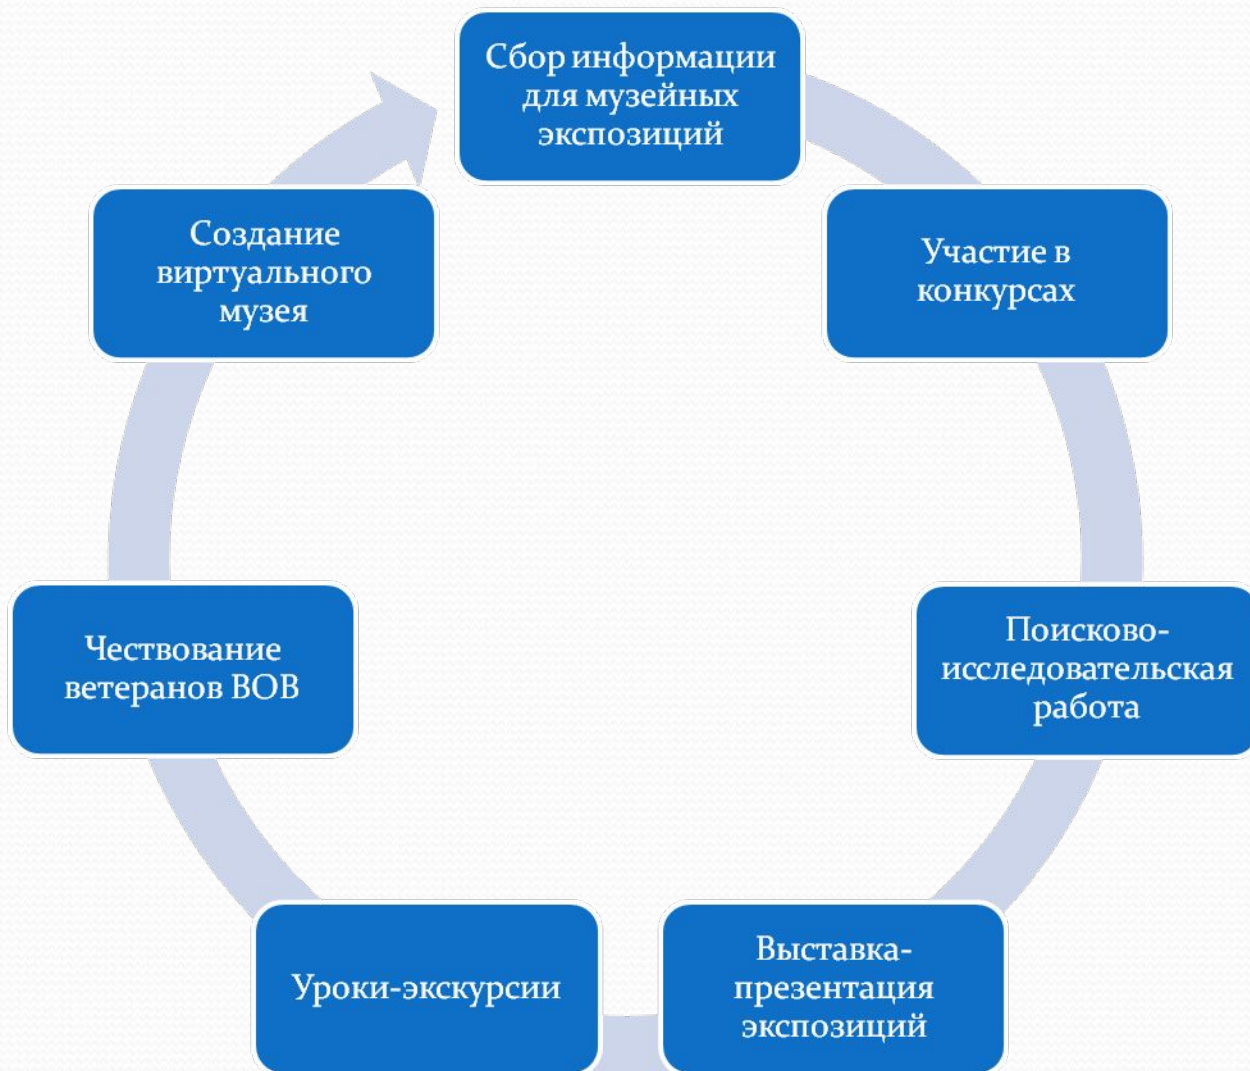 Сбор информации
для музейных
экспозиций
Участие в
конкурсах
Поисково-
исследовательская
работа
Выставка-
презентация
экспозиций
Уроки-экскурсии
Чествование
ветеранов ВОВ
Создание
виртуального
музея